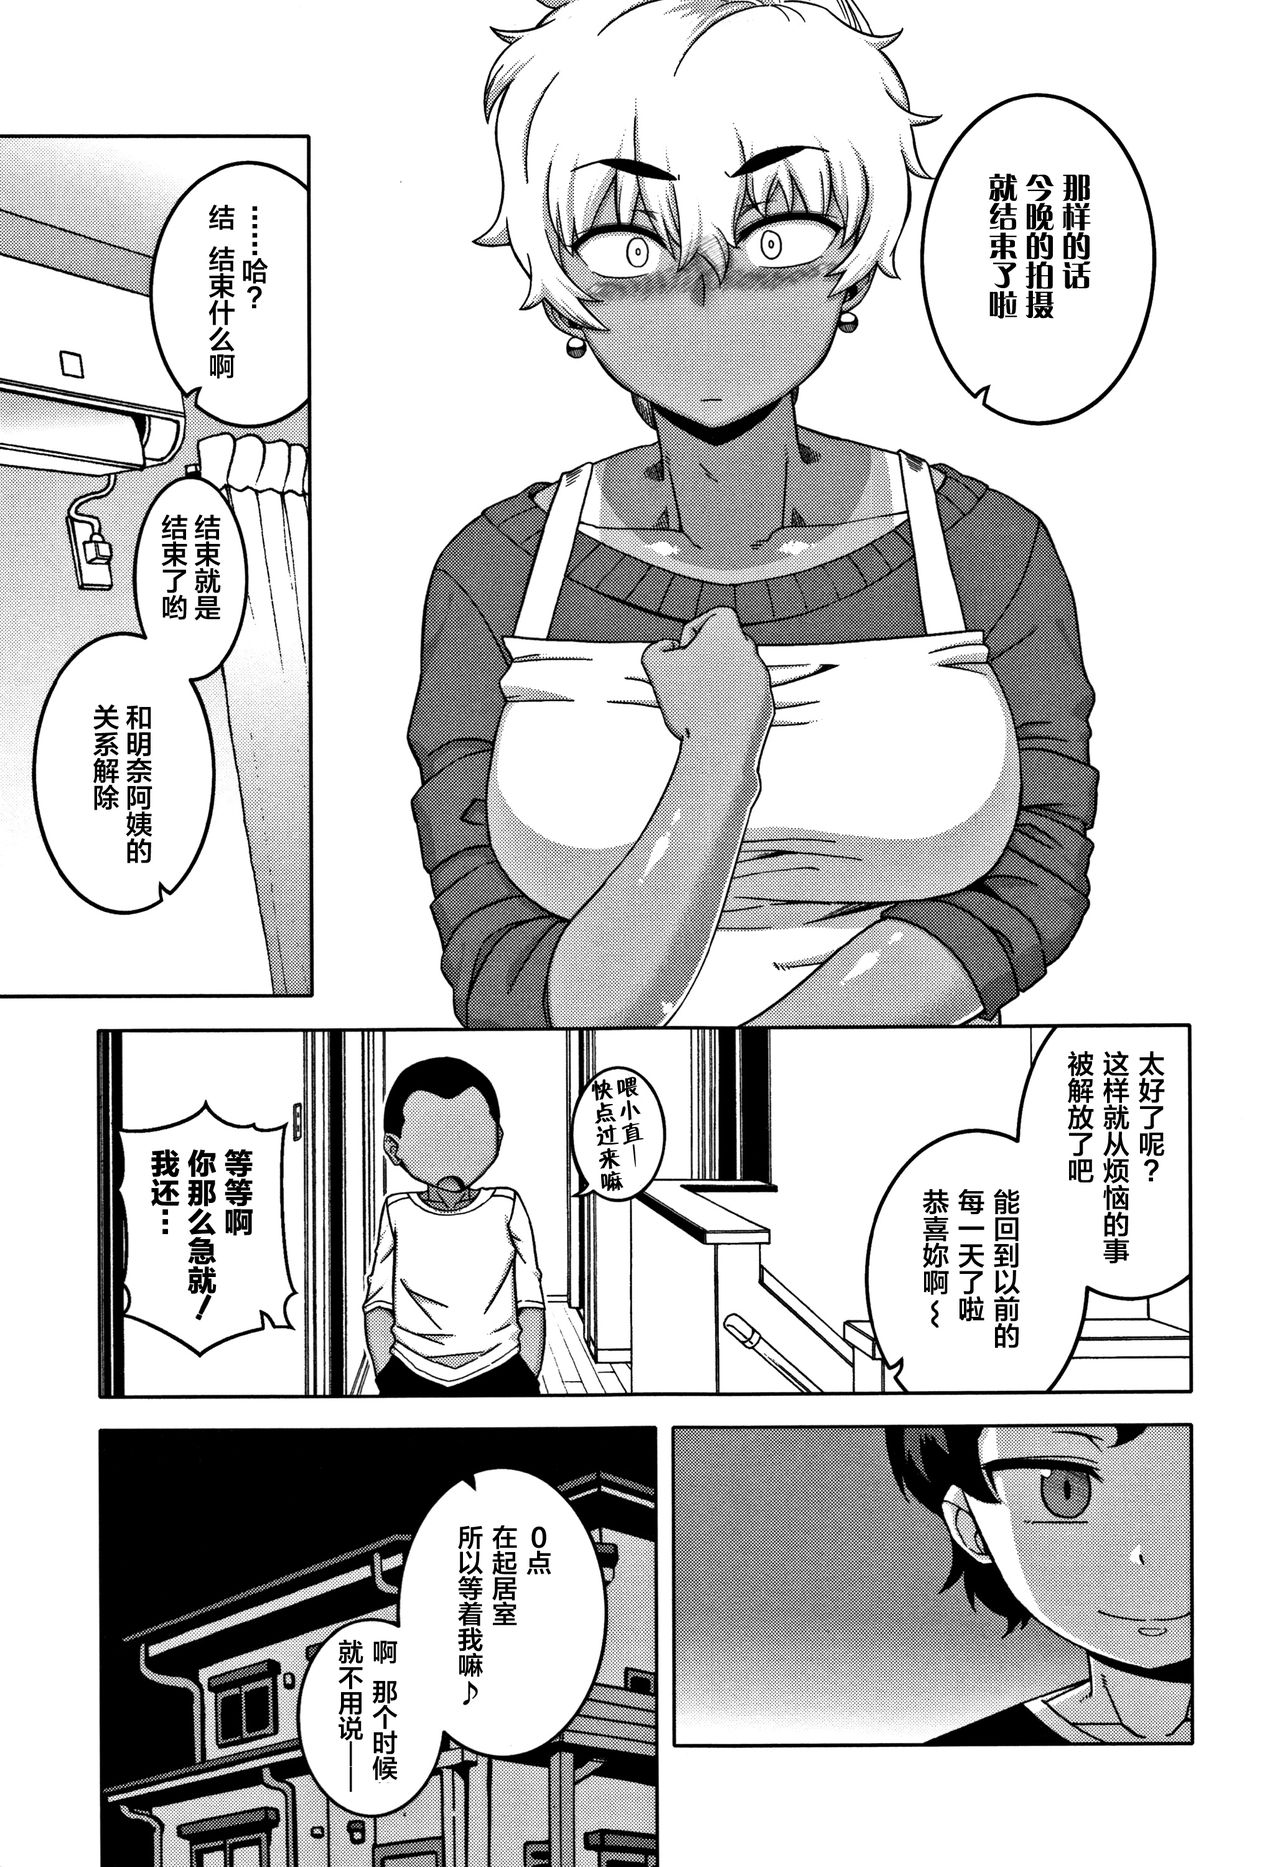 那样的话
今晚的拍摄
就结束了啦
……哈?
结 结束什么啊
结束就是
结束了哟
和明奈阿姨的
关系解除
太好了呢?
这样就从烦恼的事
被解放了吧
能回到以前的
每一天了啦
恭喜妳啊~
喂小直—
快点过来嘛
等等啊
你那么急就!
我还…
0点
在起居室
所以等着我嘛♪
啊 那个时候
就不用说——